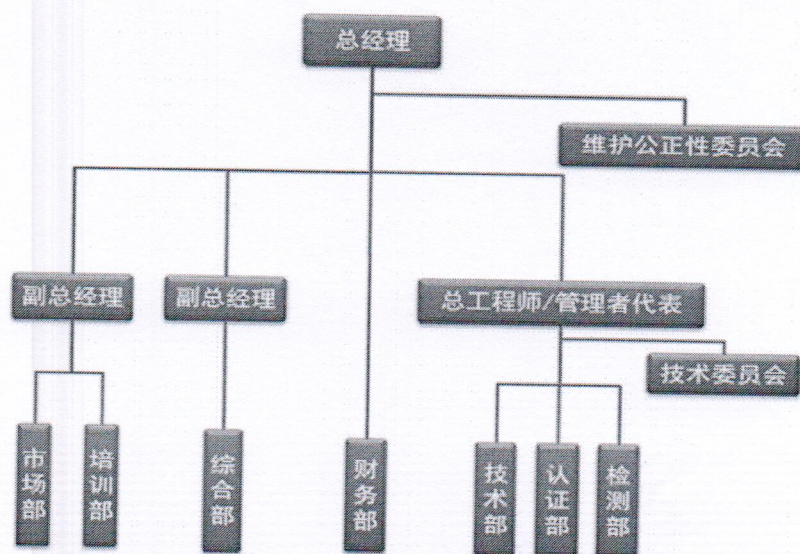 总经理
维护公正性委员会
副总经理
副总经理
总工程师/管理者代表
技术委员会
市场部
培训部
综合部
财务部
技术部
认证部
检测部